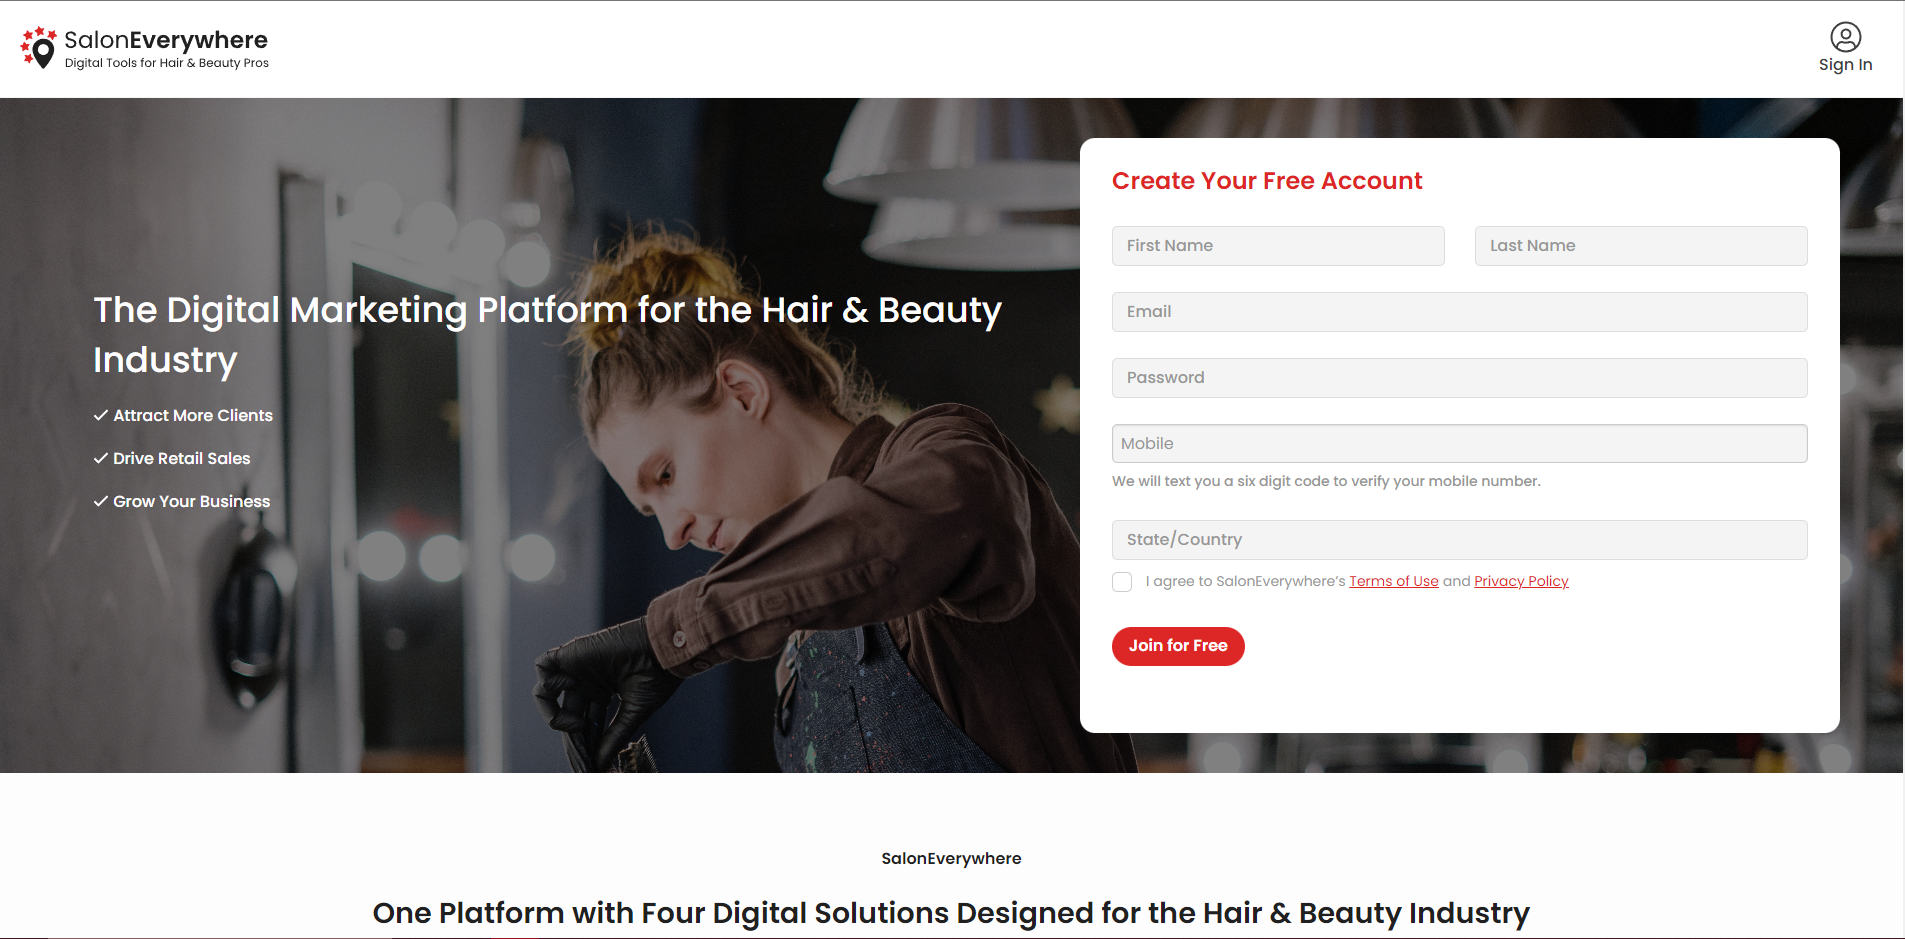 SalonEverywhere
Digital Tools for Hair & Beauty Pros
Sign In
The Digital Marketing Platform for the Hair & Beauty
Industry
Attract More Clients
Drive Retail Sales
Grow Your Business
Create Your Free Account
First Name
Last Name
Email
Password
Mobile
We will text you a six digit code to verify your mobile number.
State/Country
I agree to SalonEverywhere's Terms of Use and Privacy Policy
Join for Free
SalonEverywhere
One Platform with Four Digital Solutions Designed for the Hair & Beauty Industry